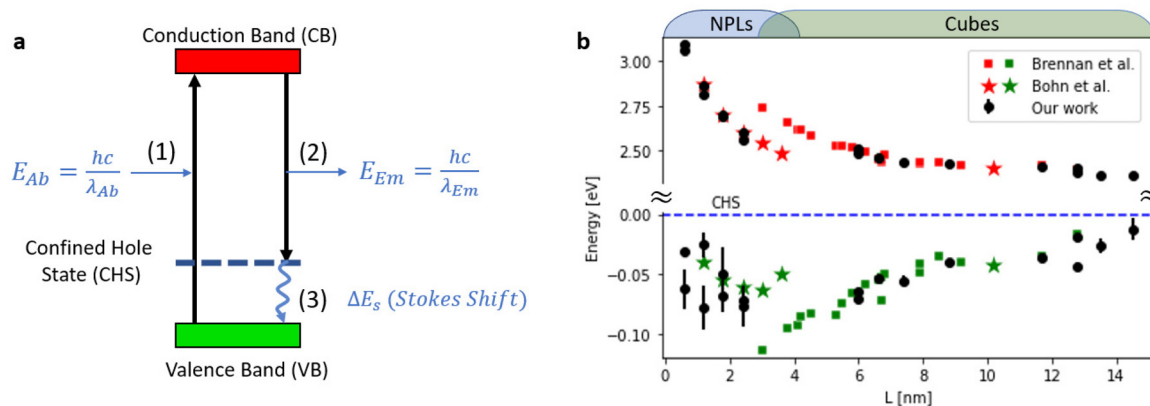 a
Conduction Band (CB)
(1)
(2)
E_Ab = hc/λ_Ab
E_Em = hc/λ_Em
Confined Hole
State (CHS)
(3)
ΔE_s (Stokes Shift)
Valence Band (VB)
b
NPLs
Cubes
Brennan et al.
Bohn et al.
Our work
3.00
2.75
2.50
≈
≈
CHS
0.00
−0.05
−0.10
Energy [eV]
0
2
4
6
8
10
12
14
L [nm]